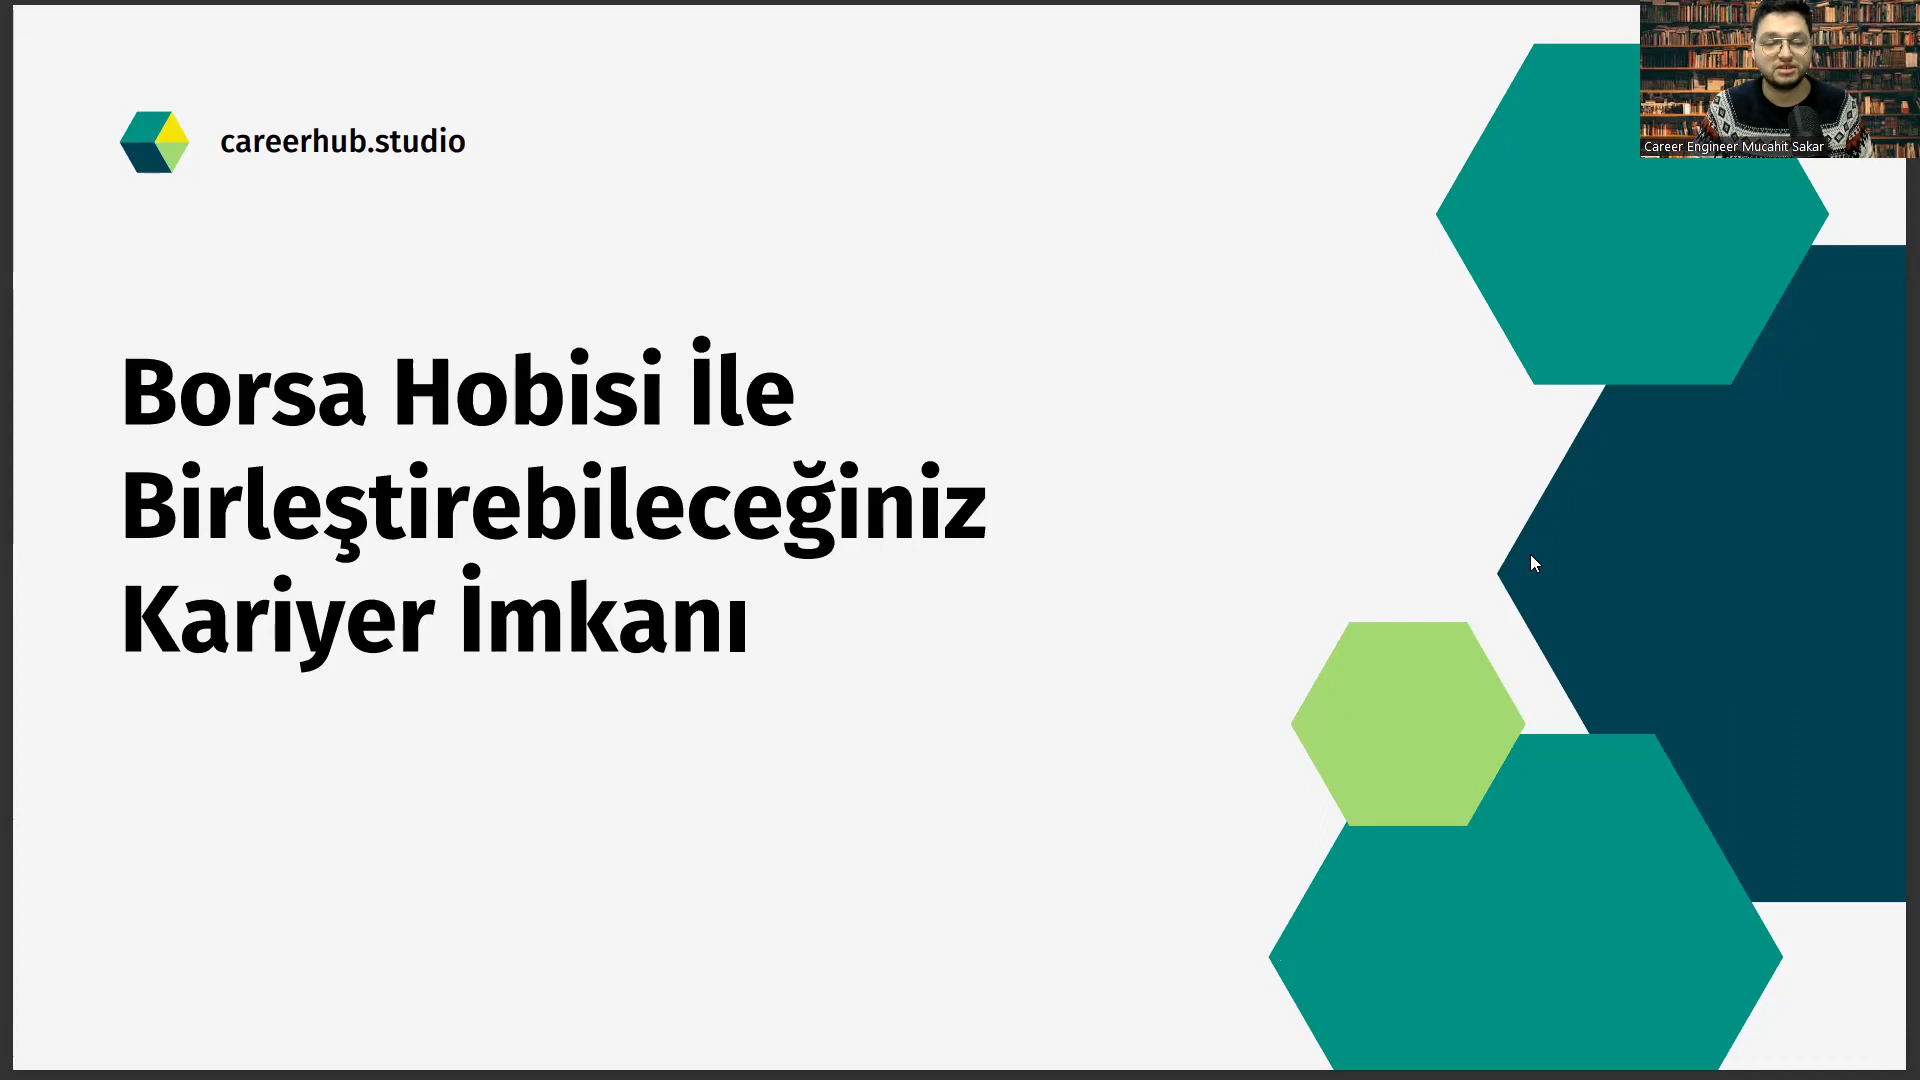 careerhub.studio
Career Engineer Mucahit Sakar
Borsa Hobisi İle
Birleştirebileceğiniz
Kariyer İmkanı